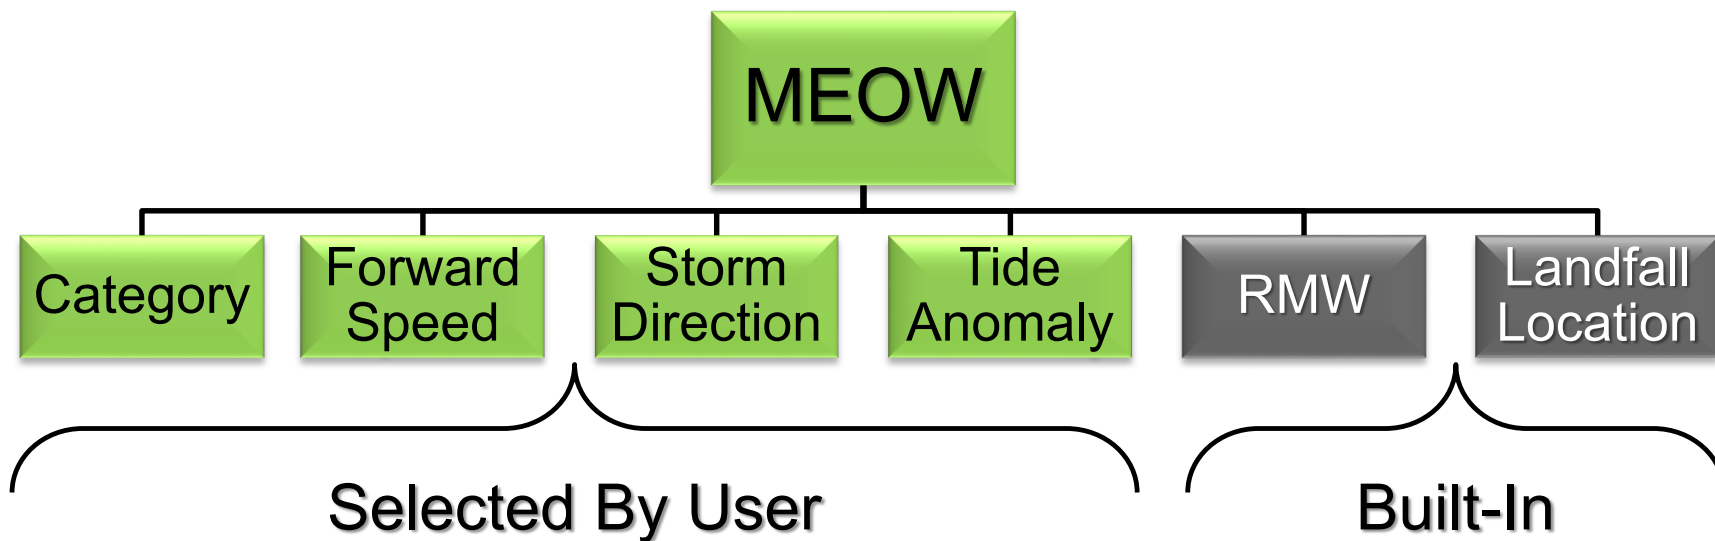 MEOW
Category
Forward
Speed
Storm
Direction
Tide
Anomaly
RMW
Landfall
Location
Selected By User
Built-In